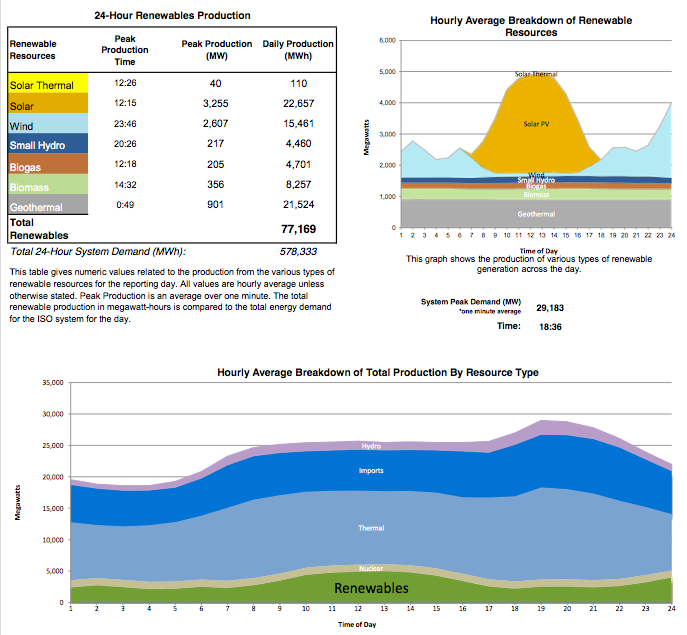 24-Hour Renewables Production
Renewable Resources
Peak Production Time
Peak Production (MW)
Daily Production (MWh)
Solar Thermal 12:26 40 110
Solar 12:15 3,255 22,657
Wind 23:46 2,607 15,461
Small Hydro 20:26 217 4,460
Biogas 12:18 205 4,701
Biomass 14:32 356 8,257
Geothermal 0:49 901 21,524
Total Renewables 77,169
Total 24-Hour System Demand (MWh): 578,333
This table gives numeric values related to the production from the various types of
renewable resources for the reporting day. All values are hourly average unless
otherwise stated. Peak Production is an average over one minute. The total
renewable production in megawatt-hours is compared to the total energy demand
for the ISO system for the day.
Hourly Average Breakdown of Renewable
Resources
6,000
5,000
4,000
3,000
2,000
1,000
0
Megawatts
Solar Thermal
Solar PV
Wind
Small Hydro
Biogas
Biomass
Geothermal
1 2 3 4 5 6 7 8 9 10 11 12 13 14 15 16 17 18 19 20 21 22 23 24
Time of Day
This graph shows the production of various types of renewable
generation across the day.
System Peak Demand (MW) 29,183
*one minute average
Time: 18:36
Hourly Average Breakdown of Total Production By Resource Type
35,000
30,000
25,000
20,000
15,000
10,000
5,000
0
Megawatts
Hydro
Imports
Thermal
Nuclear
Renewables
1 2 3 4 5 6 7 8 9 10 11 12 13 14 15 16 17 18 19 20 21 22 23 24
Time of Day